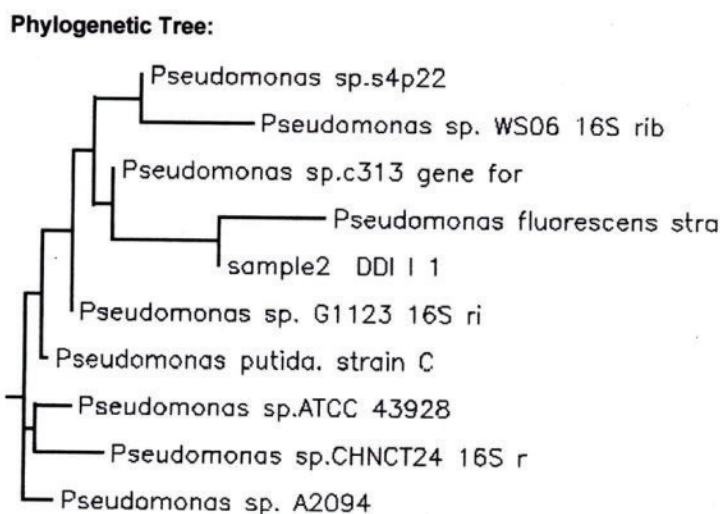 Phylogenetic Tree:
Pseudomonas sp.s4p22
Pseudomonas sp. WS06 16S rib
Pseudomonas sp.c313 gene for
Pseudomonas fluorescens stra
sample2 DDI I 1
Pseudomonas sp. G1123 16S ri
Pseudomonas putida. strain C
Pseudomonas sp.ATCC 43928
Pseudomonas sp.CHNCT24 16S r
Pseudomonas sp. A2094